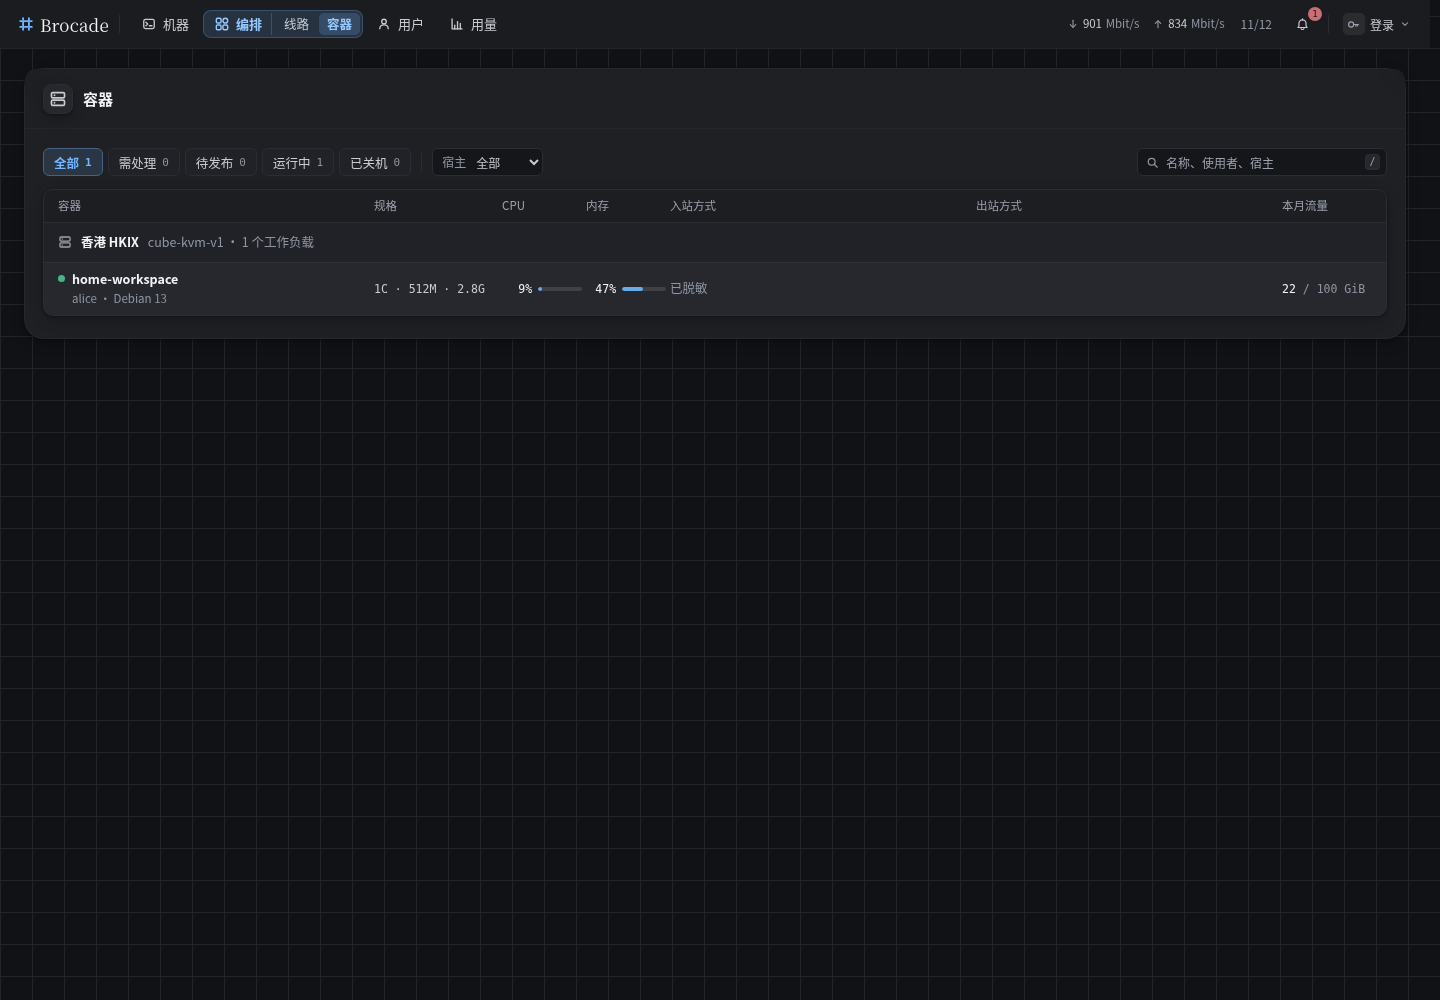 Brocade 机器 编排 线路 容器 用户 用量 ↓ 901 Mbit/s ↑ 834 Mbit/s 11/12 1 登录
容器
全部 1 需处理 0 待发布 0 运行中 1 已关机 0 宿主 全部 名称、使用者、宿主 /
容器 规格 CPU 内存 入站方式 出站方式 本月流量
香港 HKIX cube-kvm-v1 · 1 个工作负载
home-workspace
1C · 512M · 2.8G 9% 47% 已脱敏 22 / 100 GiB
alice · Debian 13